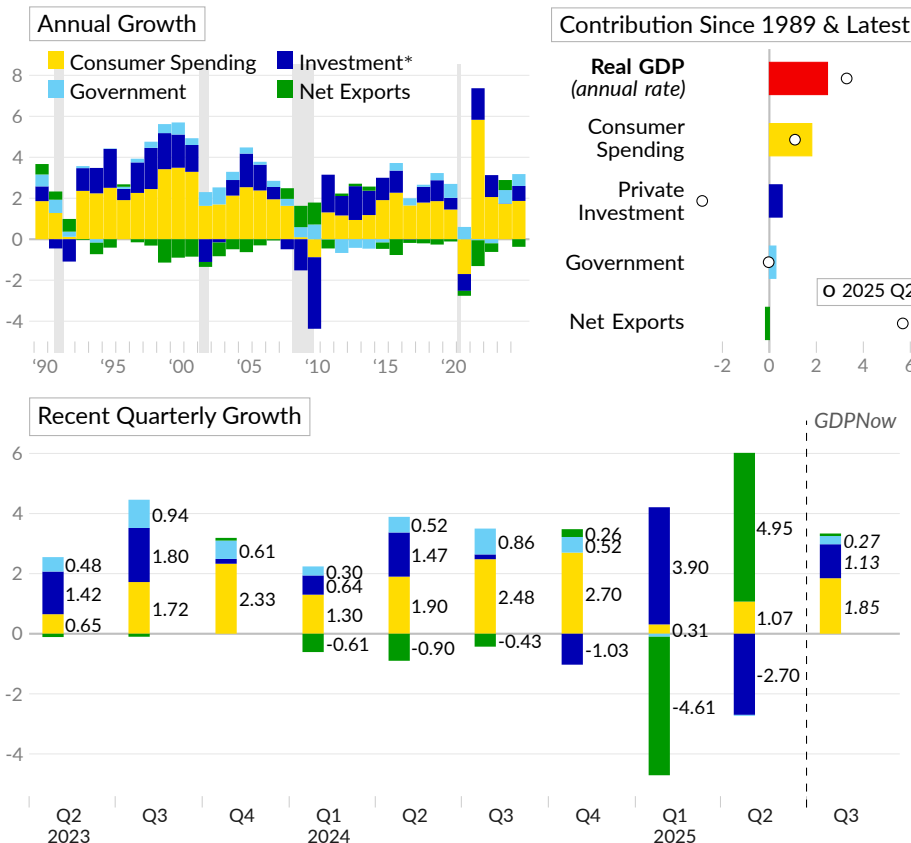 Annual Growth
Consumer Spending
Investment*
Government
Net Exports
8
6
4
2
0
-2
-4
'90
'95
'00
'05
'10
'15
'20
Contribution Since 1989 & Latest
Real GDP
(annual rate)
Consumer
Spending
Private
Investment
Government
Net Exports
o 2025 Q2
-2
0
2
4
6
Recent Quarterly Growth
GDPNow
6
4
2
0
-2
-4
0.48
1.42
0.65
0.94
1.80
1.72
0.61
2.33
0.30
0.64
1.30
-0.61
0.52
1.47
1.90
-0.90
0.86
2.48
-0.43
0.26
0.52
2.70
-1.03
3.90
0.31
-4.61
4.95
1.07
-2.70
0.27
1.13
1.85
Q2
2023
Q3
Q4
Q1
2024
Q2
Q3
Q4
Q1
2025
Q2
Q3